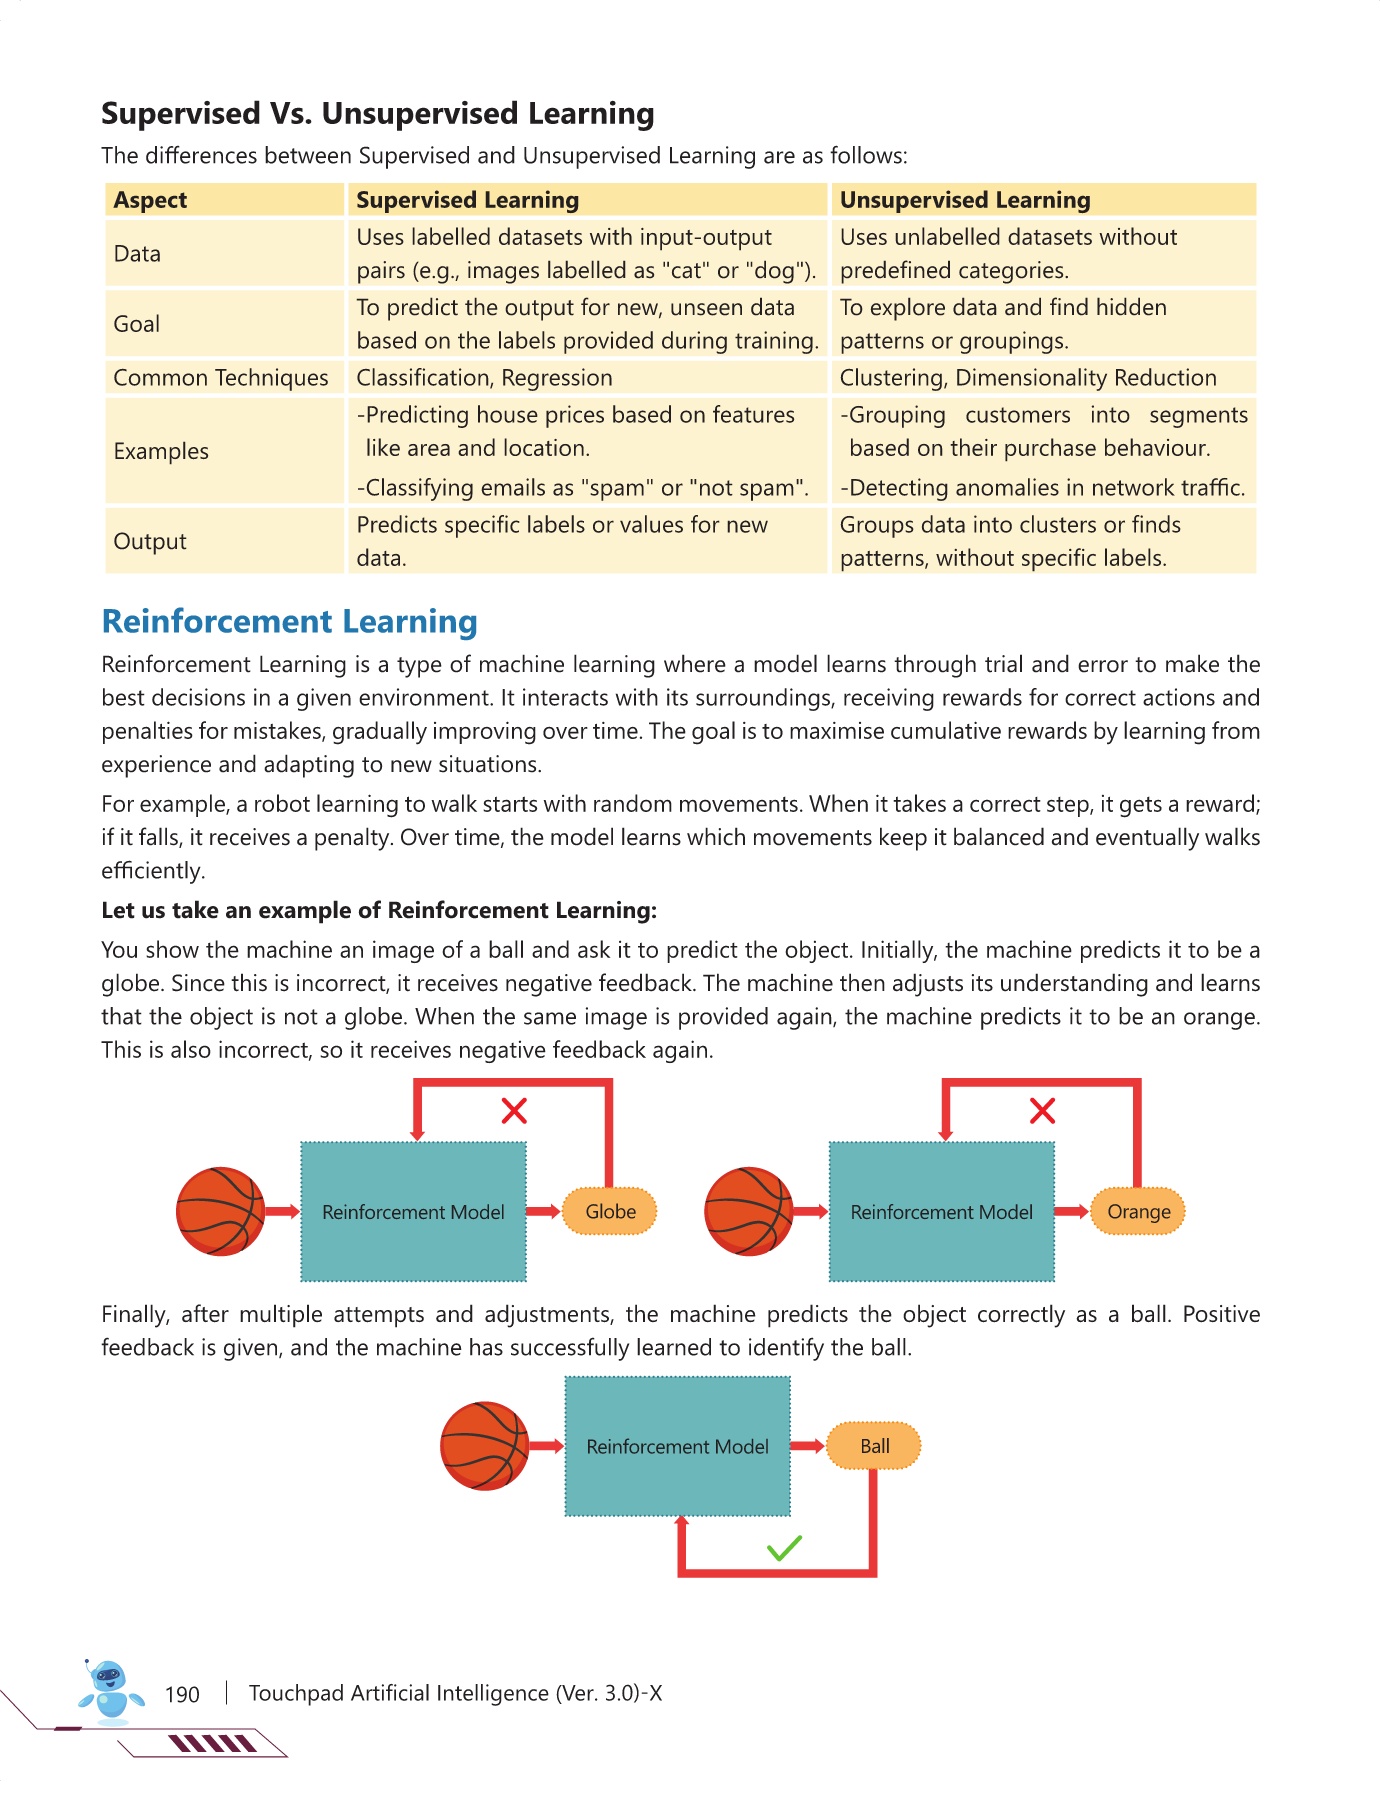 Supervised Vs. Unsupervised Learning
The differences between Supervised and Unsupervised Learning are as follows:
Aspect Supervised Learning Unsupervised Learning
Data
Uses labelled datasets with input-output
pairs (e.g., images labelled as "cat" or "dog").
Uses unlabelled datasets without
predefined categories.
Goal
To predict the output for new, unseen data
based on the labels provided during training.
To explore data and find hidden
patterns or groupings.
Common Techniques Classification, Regression Clustering, Dimensionality Reduction
Examples
-Predicting house prices based on features
like area and location.
-Classifying emails as "spam" or "not spam".
-Grouping customers into segments
based on their purchase behaviour.
-Detecting anomalies in network traffic.
Output
Predicts specific labels or values for new
data.
Groups data into clusters or finds
patterns, without specific labels.
Reinforcement Learning
Reinforcement Learning is a type of machine learning where a model learns through trial and error to make the
best decisions in a given environment. It interacts with its surroundings, receiving rewards for correct actions and
penalties for mistakes, gradually improving over time. The goal is to maximise cumulative rewards by learning from
experience and adapting to new situations.
For example, a robot learning to walk starts with random movements. When it takes a correct step, it gets a reward;
if it falls, it receives a penalty. Over time, the model learns which movements keep it balanced and eventually walks
efficiently.
Let us take an example of Reinforcement Learning:
You show the machine an image of a ball and ask it to predict the object. Initially, the machine predicts it to be a
globe. Since this is incorrect, it receives negative feedback. The machine then adjusts its understanding and learns
that the object is not a globe. When the same image is provided again, the machine predicts it to be an orange.
This is also incorrect, so it receives negative feedback again.
Reinforcement Model Globe
Reinforcement Model Orange
Finally, after multiple attempts and adjustments, the machine predicts the object correctly as a ball. Positive
feedback is given, and the machine has successfully learned to identify the ball.
Reinforcement Model Ball
190 | Touchpad Artificial Intelligence (Ver. 3.0)-X